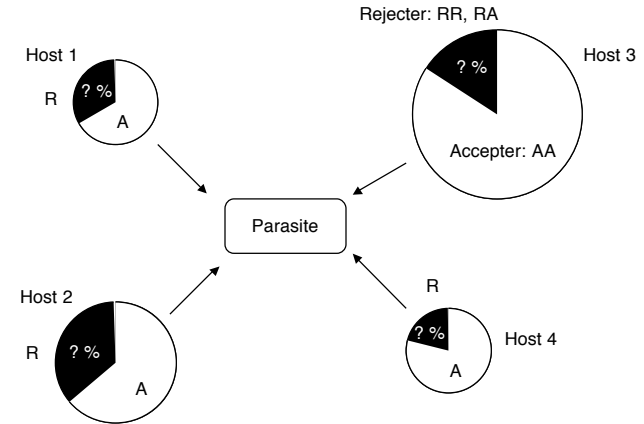 Rejecter: RR, RA
Host 1
Host 3
R
? %
A
? %
Accepter: AA
Parasite
Host 2
R
? %
A
R
? %
Host 4
A